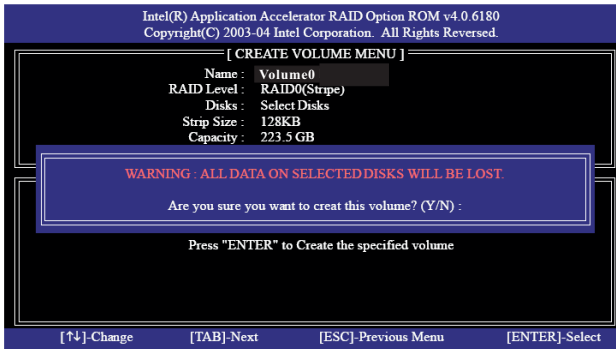 Intel(R) Application Accelerator RAID Option ROM v4.0.6180
Copyright(C) 2003-04 Intel Corporation. All Rights Reversed.
[ CREATE VOLUME MENU ]
Name : Volume0
RAID Level : RAID0(Stripe)
Disks : Select Disks
Strip Size : 128KB
Capacity : 223.5 GB
WARNING : ALL DATA ON SELECTED DISKS WILL BE LOST.
Are you sure you want to creat this volume? (Y/N) :
Press "ENTER" to Create the specified volume
[↑↓]-Change [TAB]-Next [ESC]-Previous Menu [ENTER]-Select